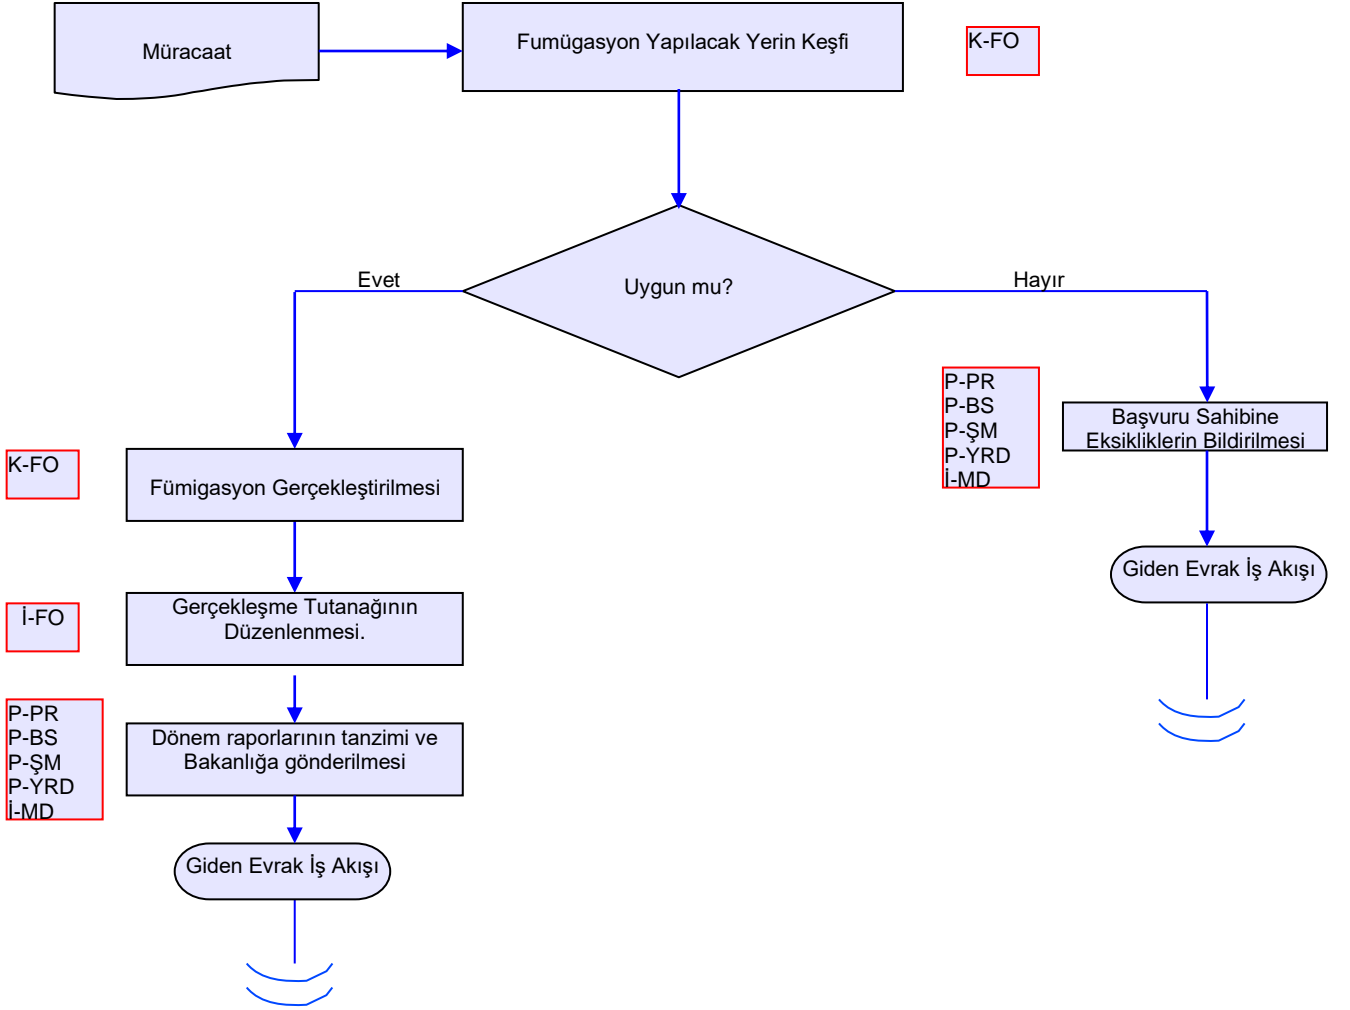 Müracaat
Fumügasyon Yapılacak Yerin Keşfi
K-FO
Uygun mu?
Evet
Hayır
P-PR
P-BS
P-ŞM
P-YRD
İ-MD
Başvuru Sahibine
Eksikliklerin Bildirilmesi
Giden Evrak İş Akışı
K-FO
Fümigasyon Gerçekleştirilmesi
İ-FO
Gerçekleşme Tutanağının
Düzenlenmesi.
P-PR
P-BS
P-ŞM
P-YRD
İ-MD
Dönem raporlarının tanzimi ve
Bakanlığa gönderilmesi
Giden Evrak İş Akışı